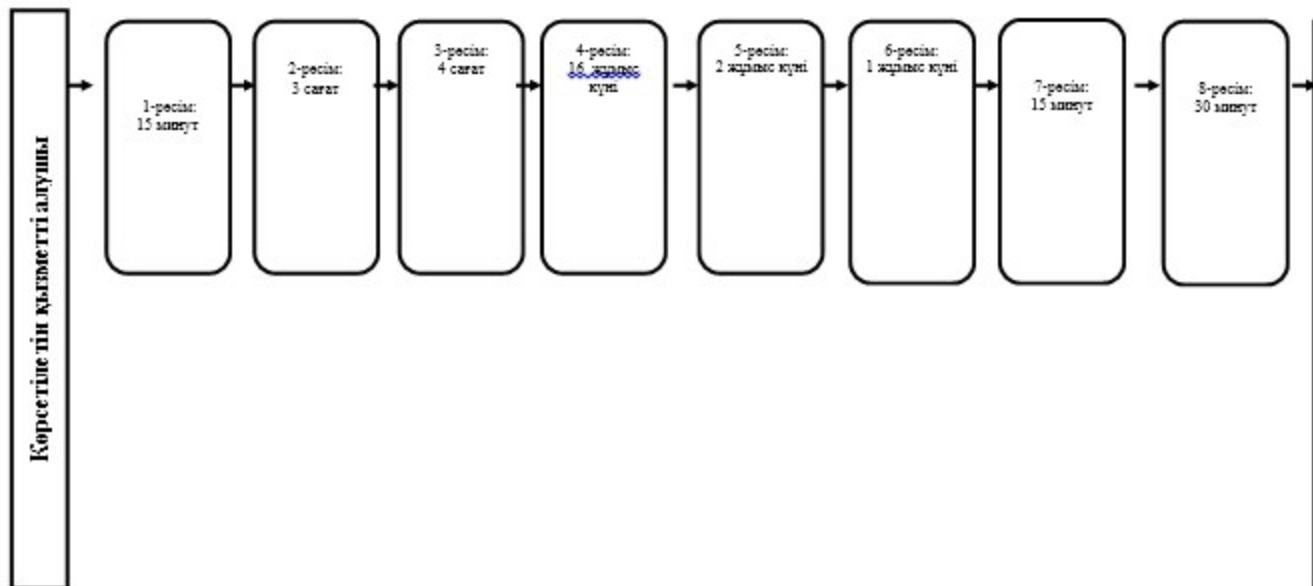 Көрсетілетін қызметті алушы
1-рәсім:
15 минут
2-рәсім:
3 сағат
3-рәсім:
4 сағат
4-рәсім:
16 жұмыс
күні
5-рәсім:
2 жұмыс күні
6-рәсім:
1 жұмыс күні
7-рәсім:
15 минут
8-рәсім:
30 минут